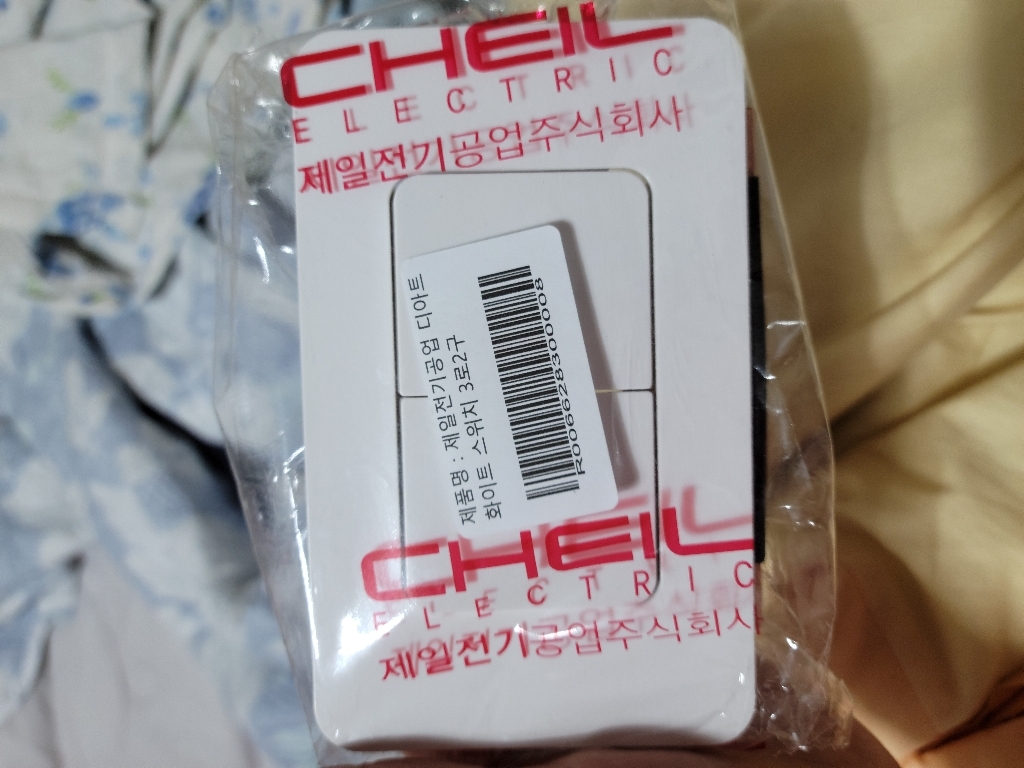 CHEIL
ELECTRIC
제일전기공업주식회사
제품명 : 제일전기공업 디아트
화이트 스위치 3로2구
R006628300008
CHEIL
ELECTRIC
제일전기공업주식회사